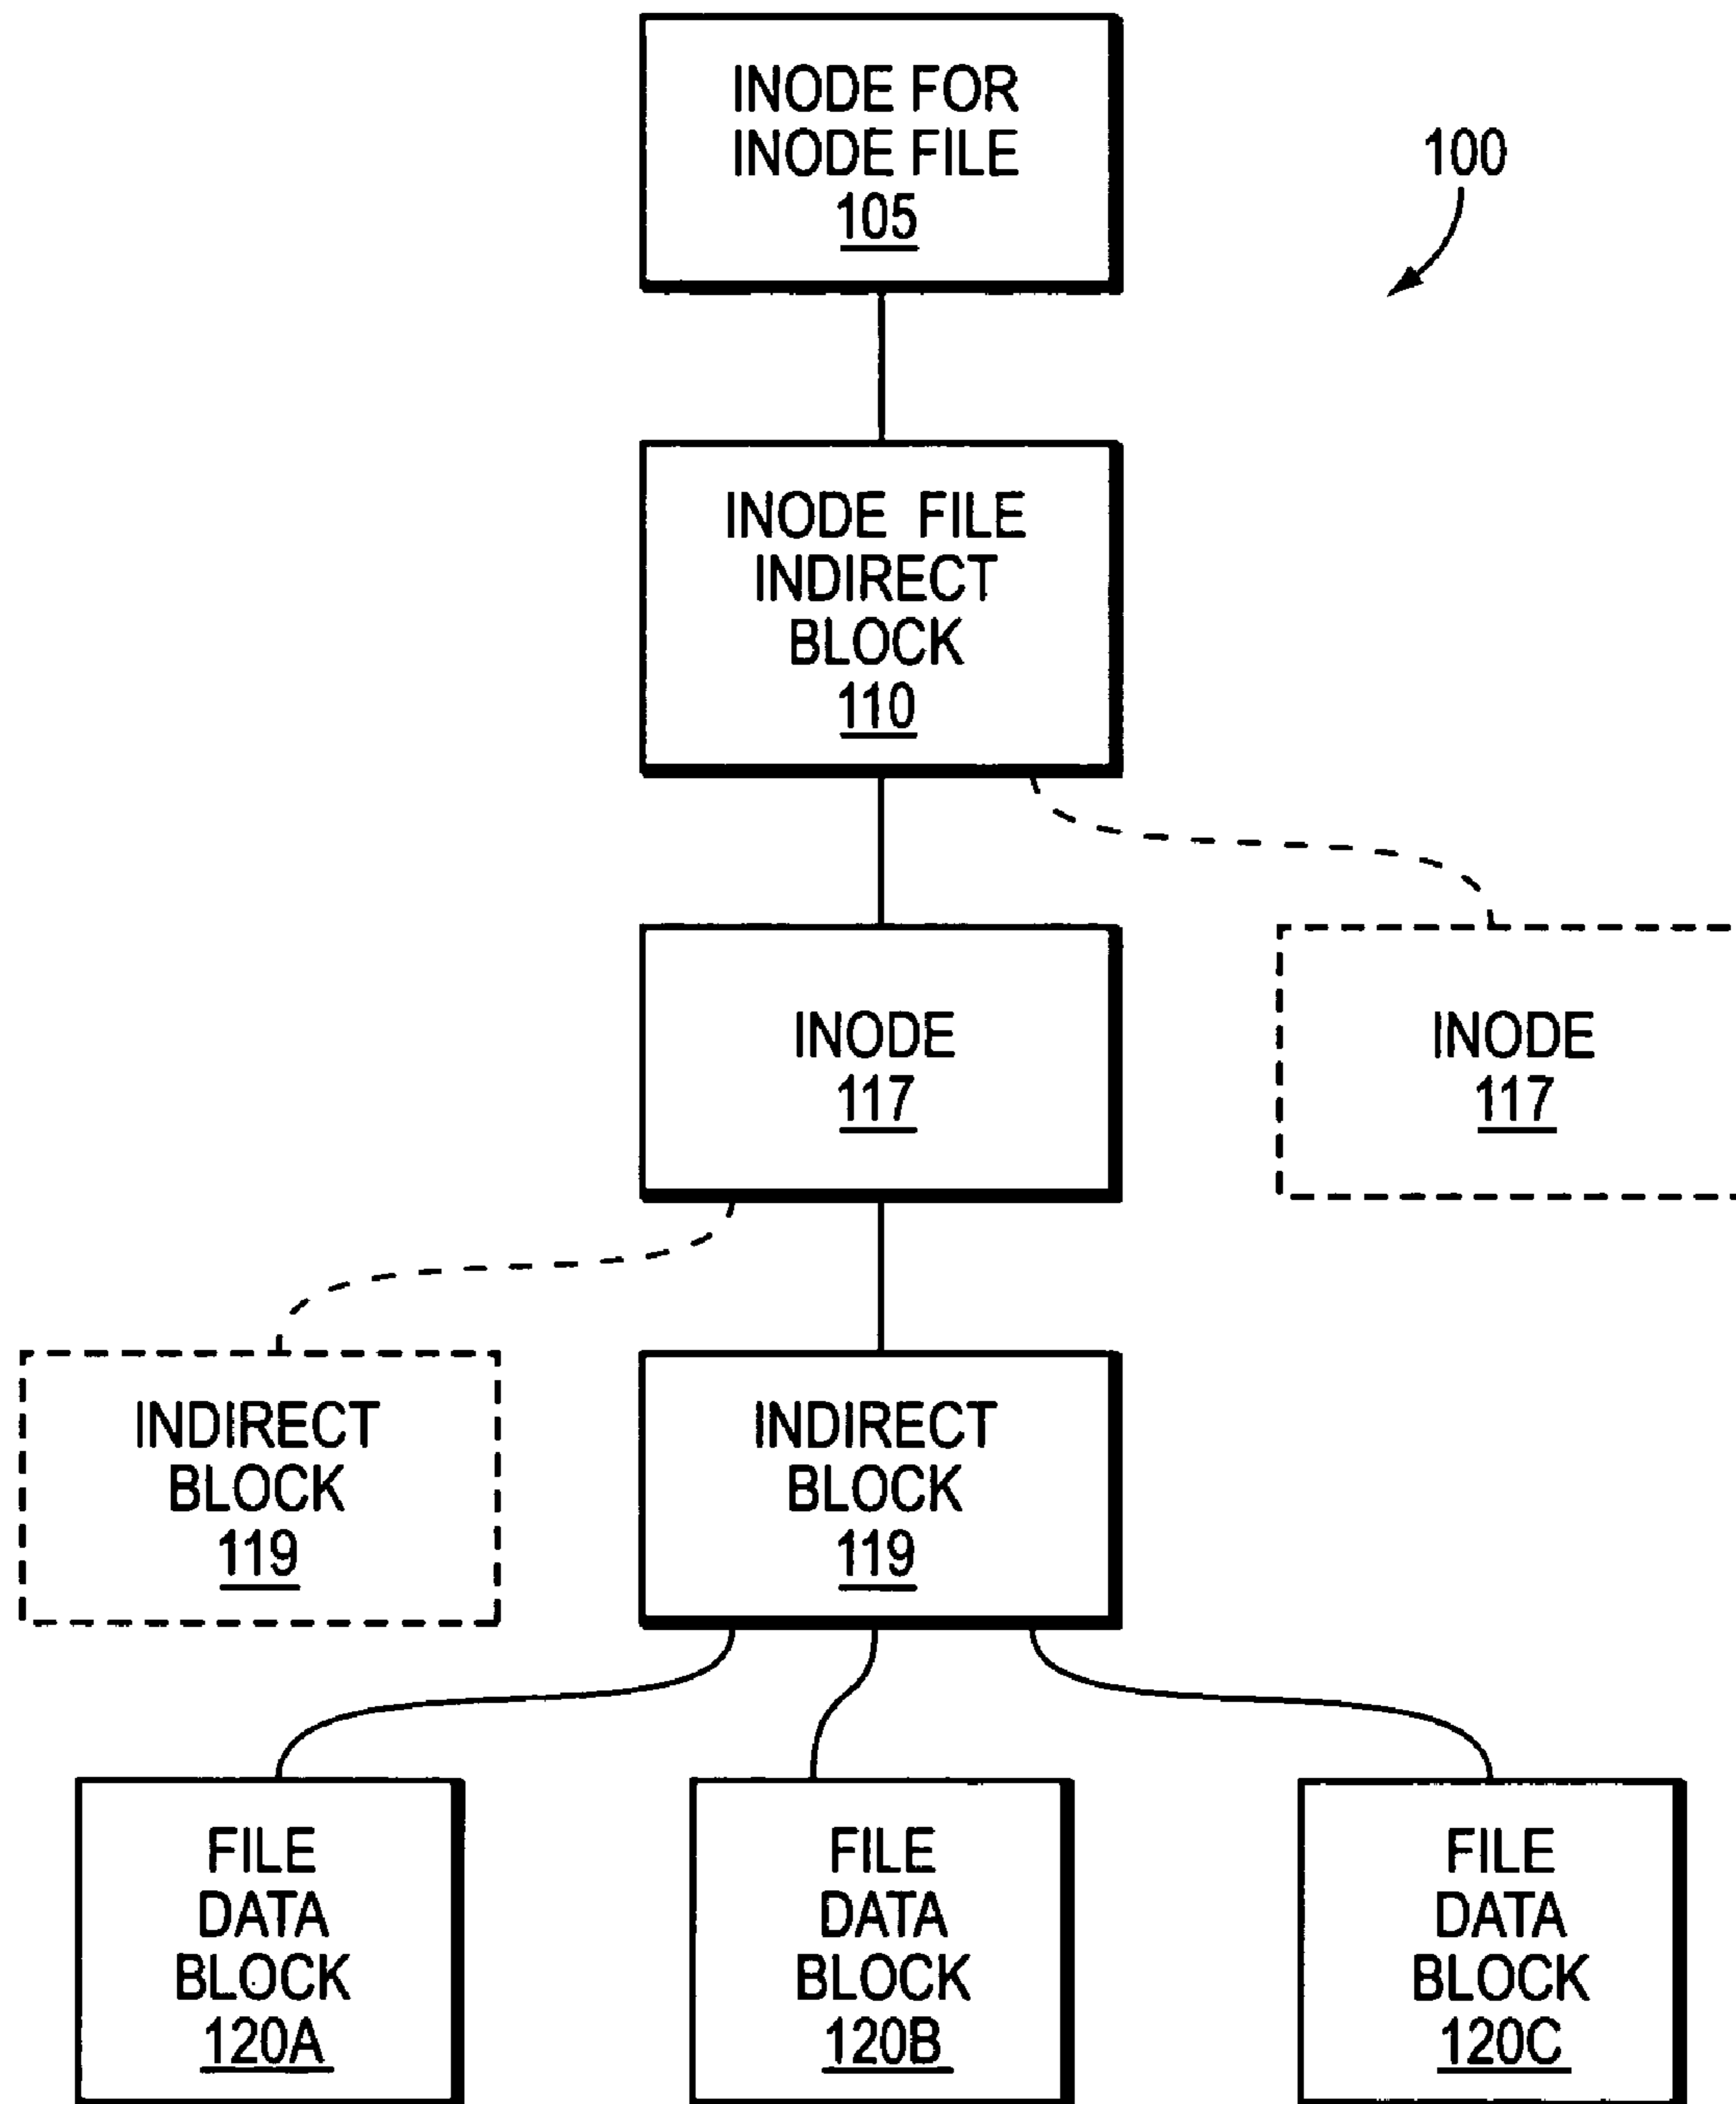 INODE FOR
INODE FILE
105
100
INODE FILE
INDIRECT
BLOCK
110
INODE
117
INODE
117
INDIRECT
BLOCK
119
INDIRECT
BLOCK
119
FILE
DATA
BLOCK
120A
FILE
DATA
BLOCK
120B
FILE
DATA
BLOCK
120C